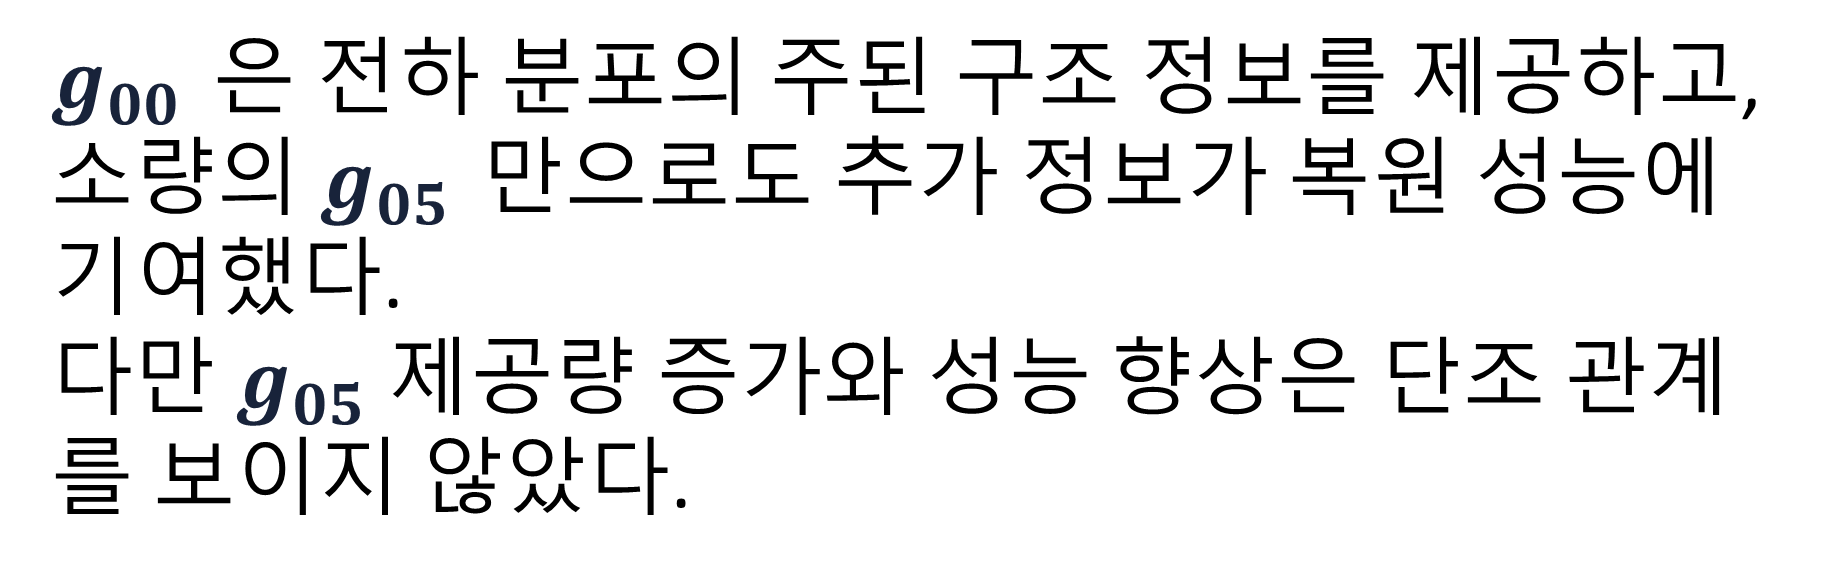 g₀₀ 은 전하 분포의 주된 구조 정보를 제공하고,
소량의 g₀₅ 만으로도 추가 정보가 복원 성능에
기여했다.
다만 g₀₅ 제공량 증가와 성능 향상은 단조 관계
를 보이지 않았다.